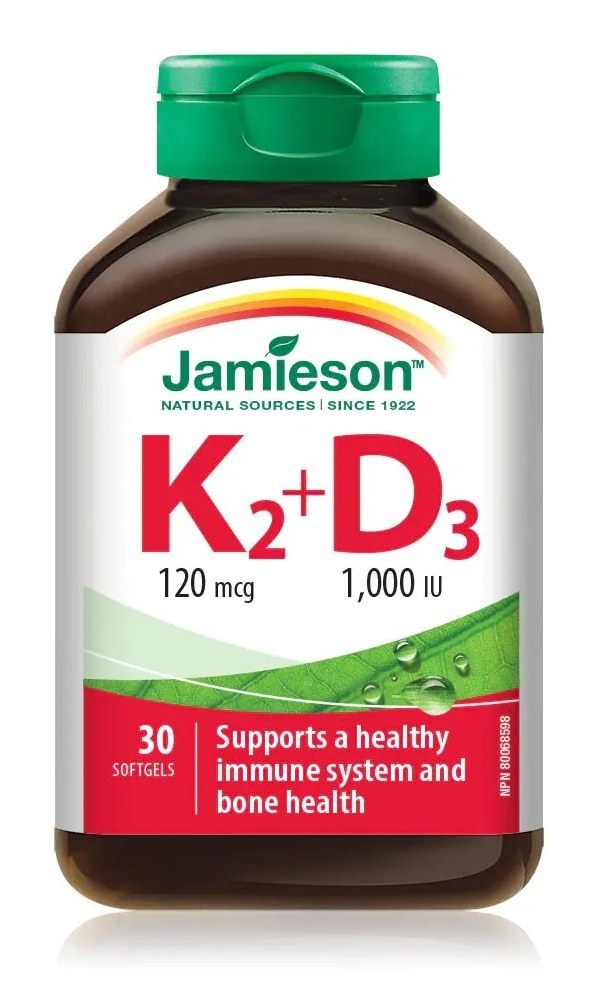 Jamieson™
NATURAL SOURCES | SINCE 1922
K2+D3
120 mcg 1,000 IU
30
SOFTGELS
Supports a healthy
immune system and
bone health
NPN 80068598